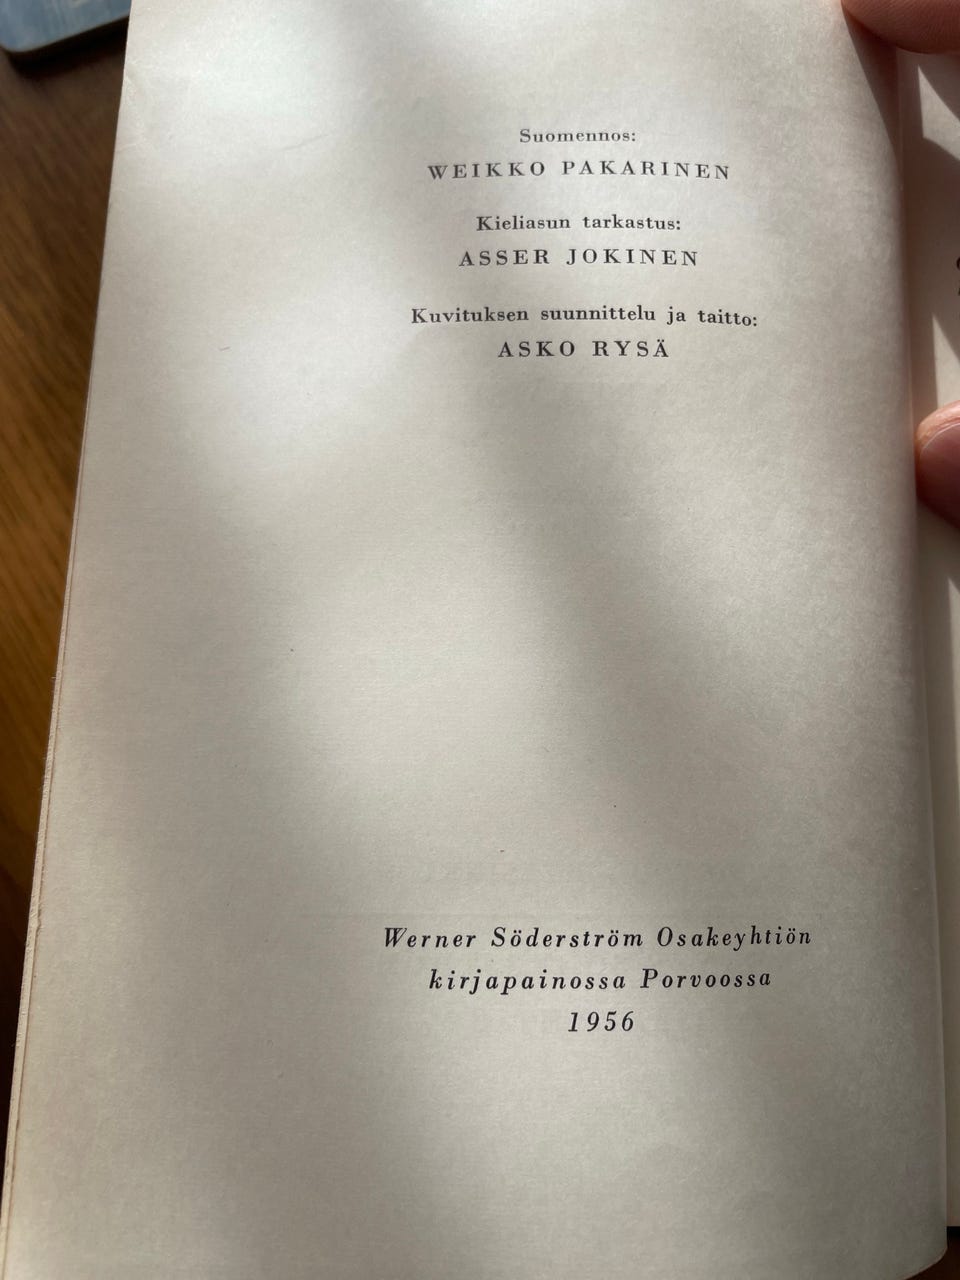 Suomennos:
WEIKKO PAKARINEN
Kieliasun tarkastus:
ASSER JOKINEN
Kuvituksen suunnittelu ja taitto:
ASKO RYSÄ
Werner Söderström Osakeyhtiön
kirjapainossa Porvoossa
1956